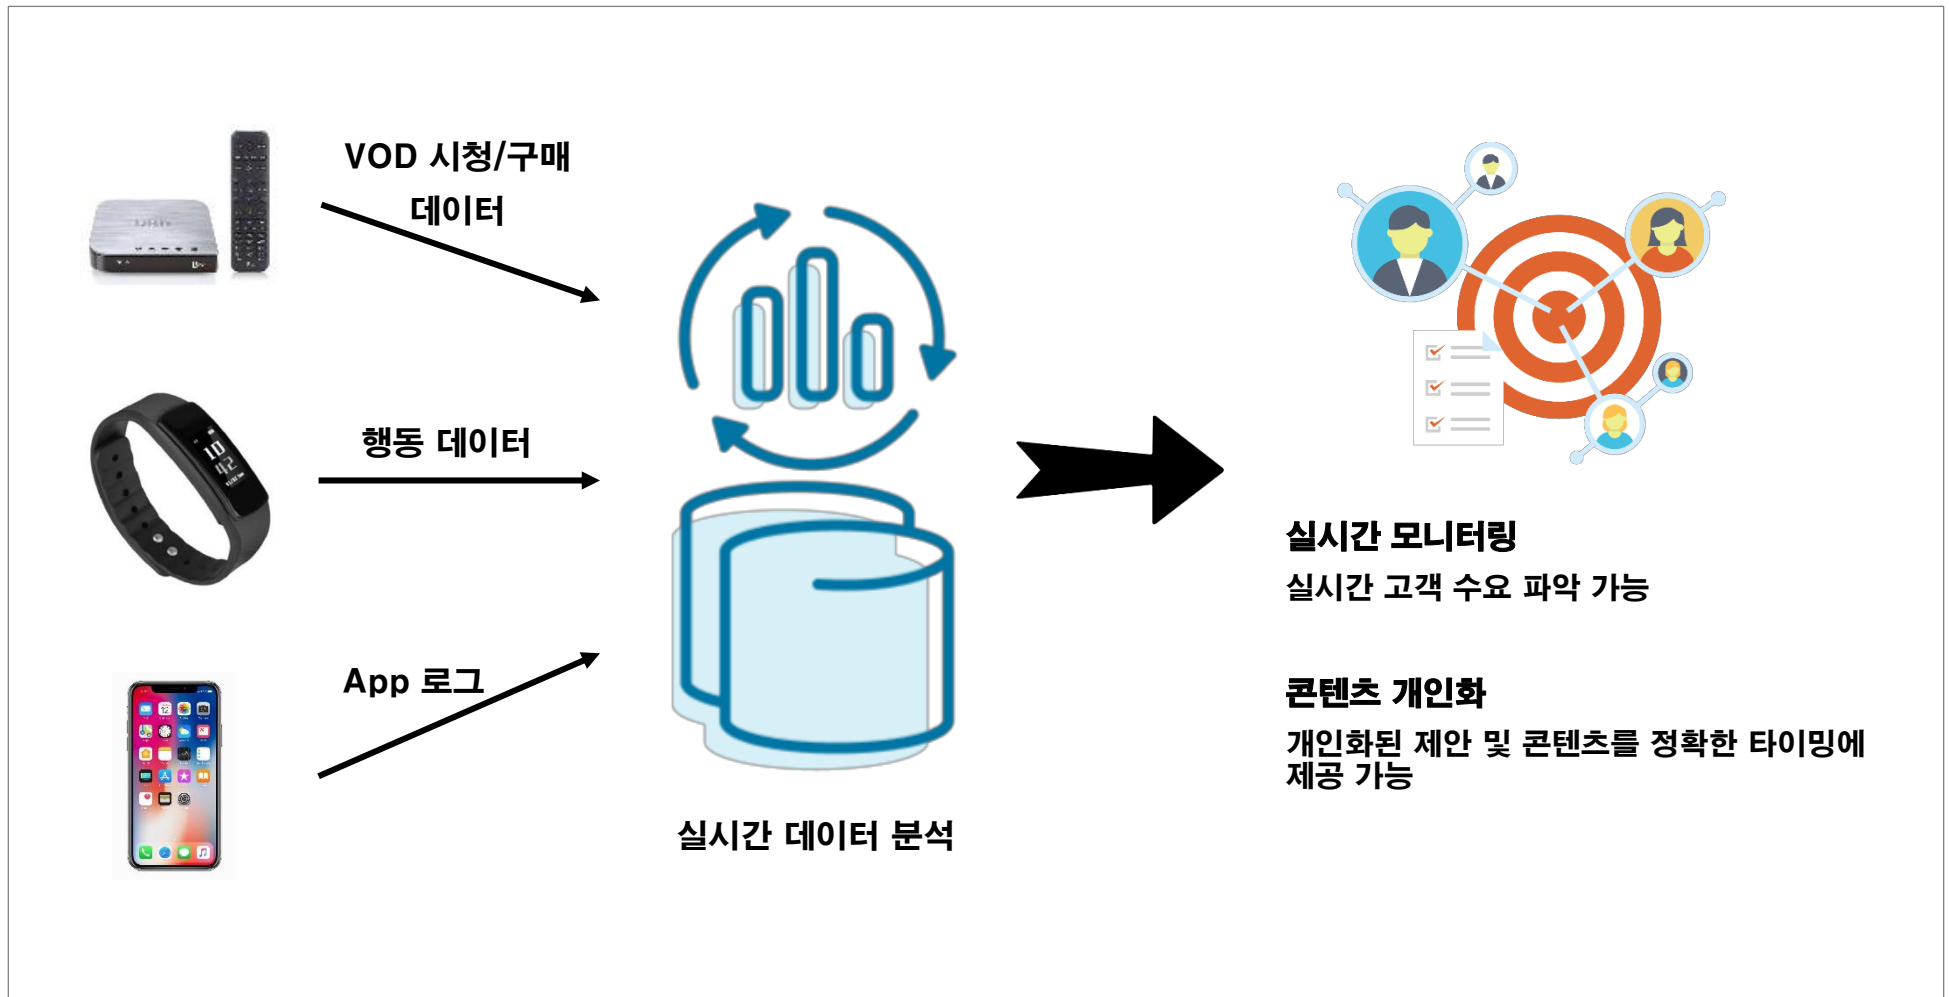 VOD 시청/구매
데이터
행동 데이터
App 로그
실시간 데이터 분석
실시간 모니터링
실시간 고객 수요 파악 가능
콘텐츠 개인화
개인화된 제안 및 콘텐츠를 정확한 타이밍에
제공 가능
10
42